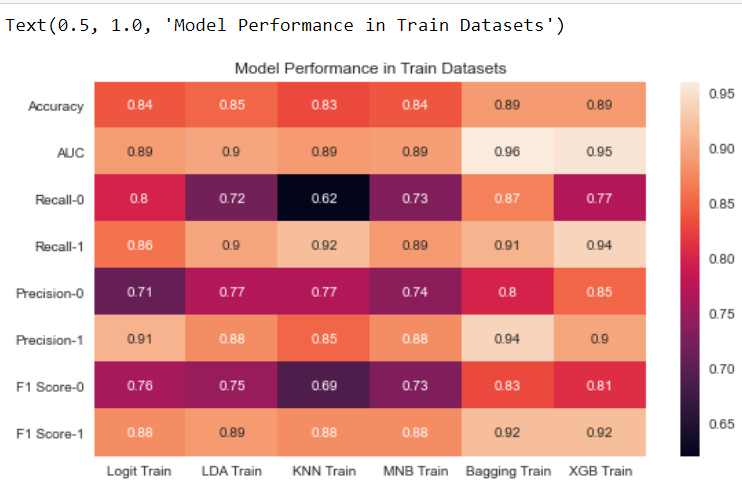 Text(0.5, 1.0, 'Model Performance in Train Datasets')
Model Performance in Train Datasets
Accuracy 0.84 0.85 0.83 0.84 0.89 0.89
AUC 0.89 0.9 0.89 0.89 0.96 0.95
Recall-0 0.8 0.72 0.62 0.73 0.87 0.77
Recall-1 0.86 0.9 0.92 0.89 0.91 0.94
Precision-0 0.71 0.77 0.77 0.74 0.8 0.85
Precision-1 0.91 0.88 0.85 0.88 0.94 0.9
F1 Score-0 0.76 0.75 0.69 0.73 0.83 0.81
F1 Score-1 0.88 0.89 0.88 0.88 0.92 0.92
Logit Train LDA Train KNN Train MNB Train Bagging Train XGB Train
0.95
0.90
0.85
0.80
0.75
0.70
0.65